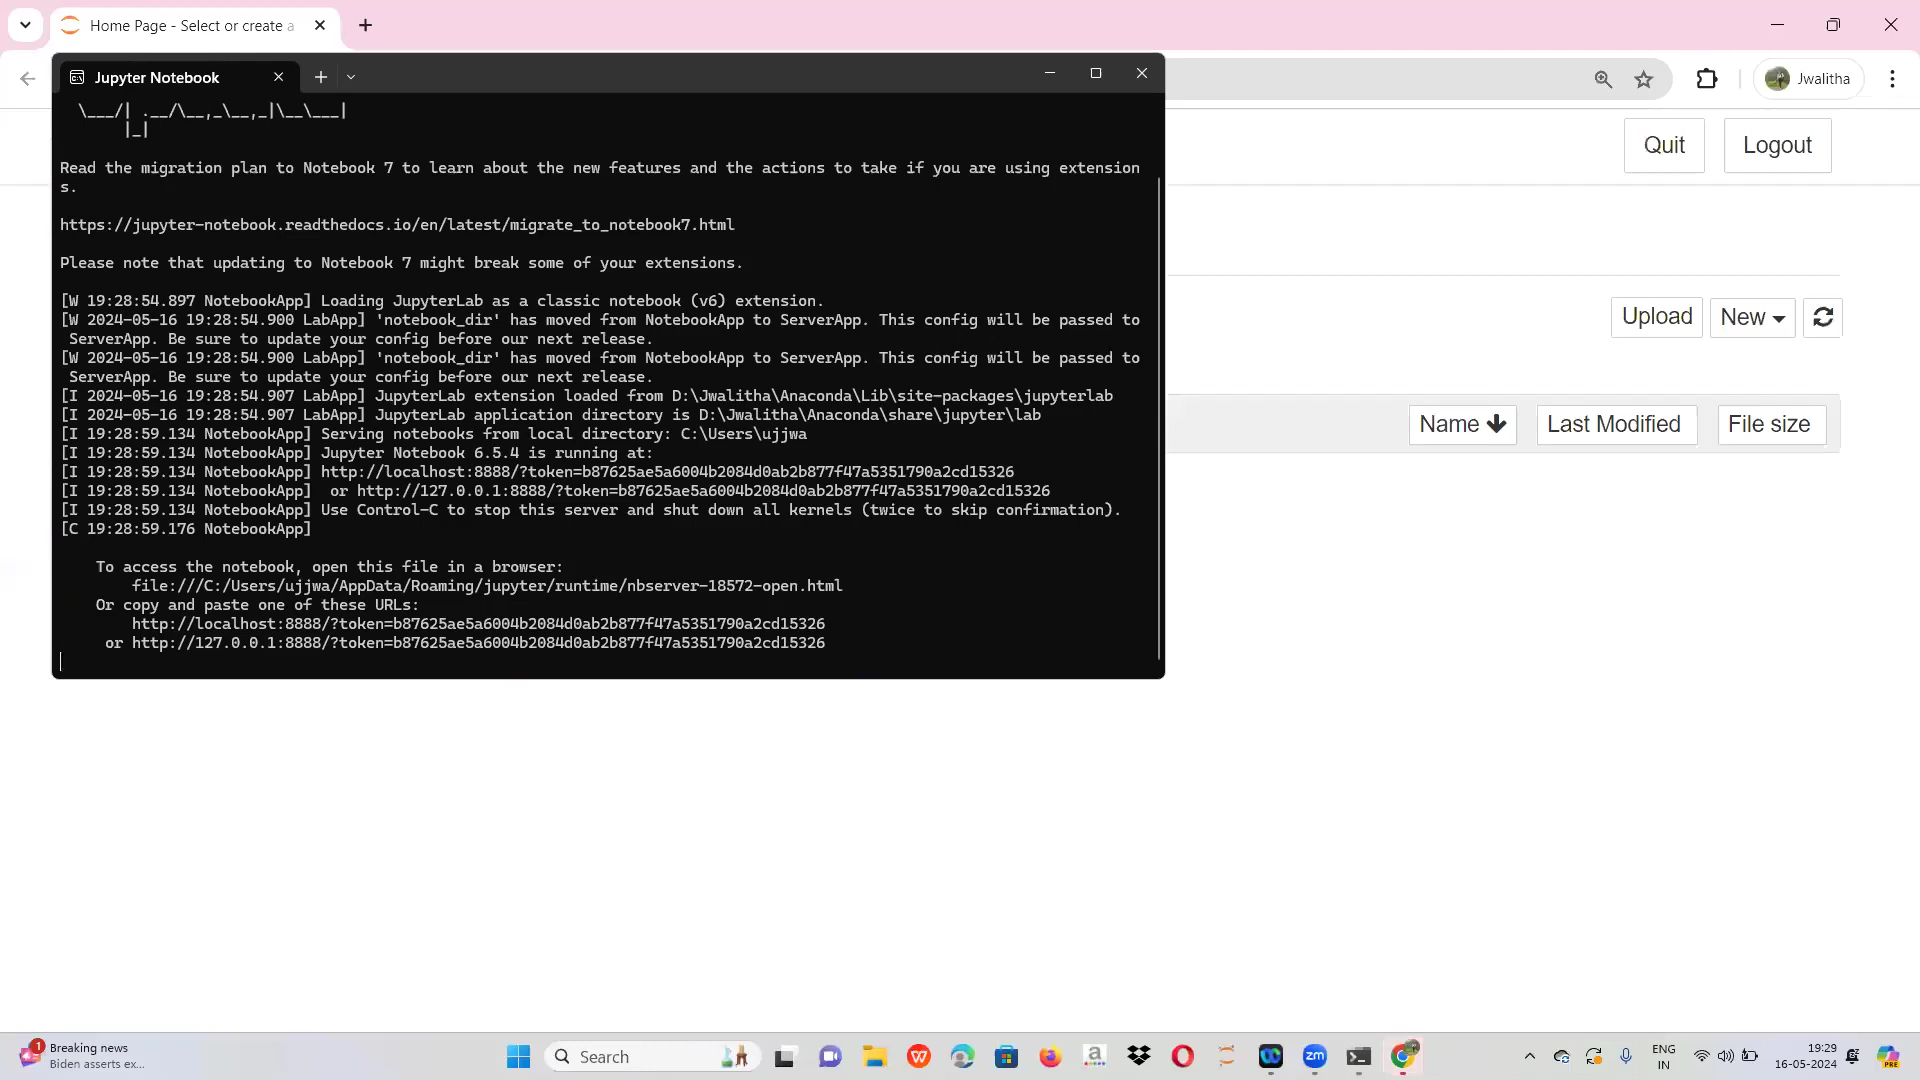 Home Page - Select or create a
Jupyter Notebook
Jwalitha
\___/| .__/\__,_\__,_|\__\___|
|_|
Quit
Logout
Read the migration plan to Notebook 7 to learn about the new features and the actions to take if you are using extension
s.
https://jupyter-notebook.readthedocs.io/en/latest/migrate_to_notebook7.html
Please note that updating to Notebook 7 might break some of your extensions.
[W 19:28:54.897 NotebookApp] Loading JupyterLab as a classic notebook (v6) extension.
[W 2024-05-16 19:28:54.900 LabApp] 'notebook_dir' has moved from NotebookApp to ServerApp. This config will be passed to
ServerApp. Be sure to update your config before our next release.
[W 2024-05-16 19:28:54.900 LabApp] 'notebook_dir' has moved from NotebookApp to ServerApp. This config will be passed to
ServerApp. Be sure to update your config before our next release.
[I 2024-05-16 19:28:54.907 LabApp] JupyterLab extension loaded from D:\Jwalitha\Anaconda\Lib\site-packages\jupyterlab
[I 2024-05-16 19:28:54.907 LabApp] JupyterLab application directory is D:\Jwalitha\Anaconda\share\jupyter\lab
[I 19:28:59.134 NotebookApp] Serving notebooks from local directory: C:\Users\ujjwa
[I 19:28:59.134 NotebookApp] Jupyter Notebook 6.5.4 is running at:
[I 19:28:59.134 NotebookApp] http://localhost:8888/?token=b87625ae5a6004b2084d0ab2b877f47a5351790a2cd15326
[I 19:28:59.134 NotebookApp]  or http://127.0.0.1:8888/?token=b87625ae5a6004b2084d0ab2b877f47a5351790a2cd15326
[I 19:28:59.134 NotebookApp] Use Control-C to stop this server and shut down all kernels (twice to skip confirmation).
[C 19:28:59.176 NotebookApp]
To access the notebook, open this file in a browser:
file:///C:/Users/ujjwa/AppData/Roaming/jupyter/runtime/nbserver-18572-open.html
Or copy and paste one of these URLs:
http://localhost:8888/?token=b87625ae5a6004b2084d0ab2b877f47a5351790a2cd15326
or http://127.0.0.1:8888/?token=b87625ae5a6004b2084d0ab2b877f47a5351790a2cd15326
Upload
New
Name
Last Modified
File size
1
Breaking news
Biden asserts ex...
Search
W
a
zm
ENG
IN
19:29
16-05-2024
PRE